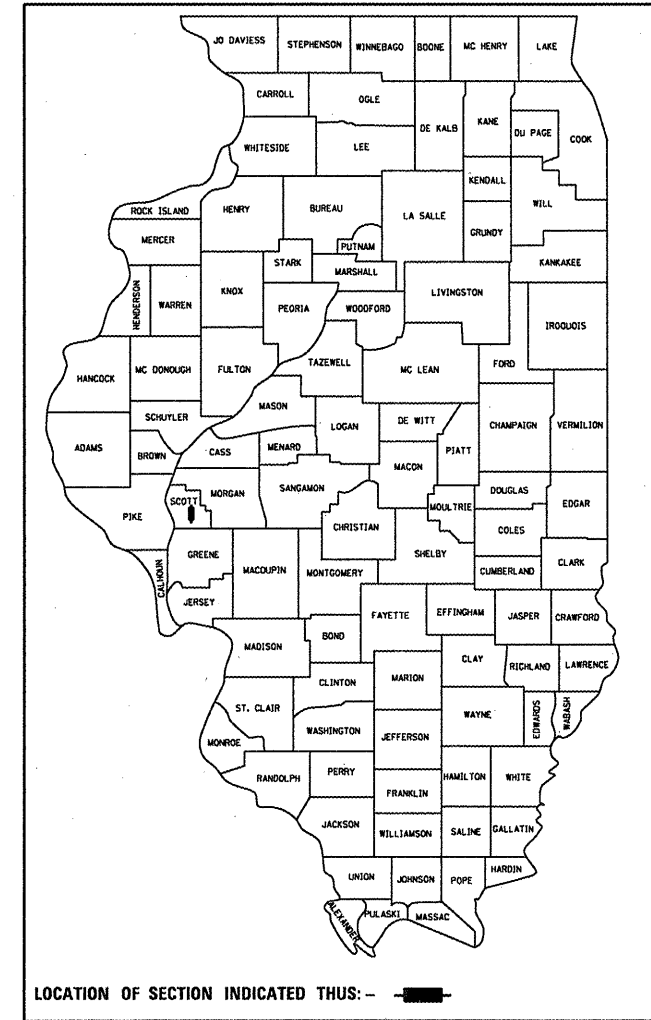 JO DAVIESS STEPHENSON WINNEBAGO BOONE MC HENRY LAKE
CARROLL OGLE DE KALB KANE DU PAGE COOK
WHITESIDE LEE
KENDALL WILL
ROCK ISLAND HENRY BUREAU LA SALLE GRUNDY
MERCER PUTNAM
STARK MARSHALL KANKAKEE
HENDERSON WARREN KNOX PEORIA WOODFORD LIVINGSTON IROQUOIS
HANCOCK MC DONOUGH FULTON TAZEWELL MC LEAN FORD
SCHUYLER MASON LOGAN DE WITT CHAMPAIGN VERMILION
ADAMS BROWN CASS MENARD MACON PIATT
PIKE SCOTT MORGAN SANGAMON CHRISTIAN MOULTRIE DOUGLAS EDGAR
COLES
CALHOUN GREENE MACOUPIN MONTGOMERY SHELBY CUMBERLAND CLARK
JERSEY FAYETTE EFFINGHAM JASPER CRAWFORD
MADISON BOND
CLINTON MARION CLAY RICHLAND LAWRENCE
ST. CLAIR WAYNE EDWARD'S WABASH
MONROE WASHINGTON JEFFERSON
RANDOLPH PERRY FRANKLIN HAMILTON WHITE
JACKSON WILLIAMSON SALINE GALLATIN
UNION JOHNSON POPE HARDIN
ALEXANDER PULASKI MASSAC
LOCATION OF SECTION INDICATED THUS: –